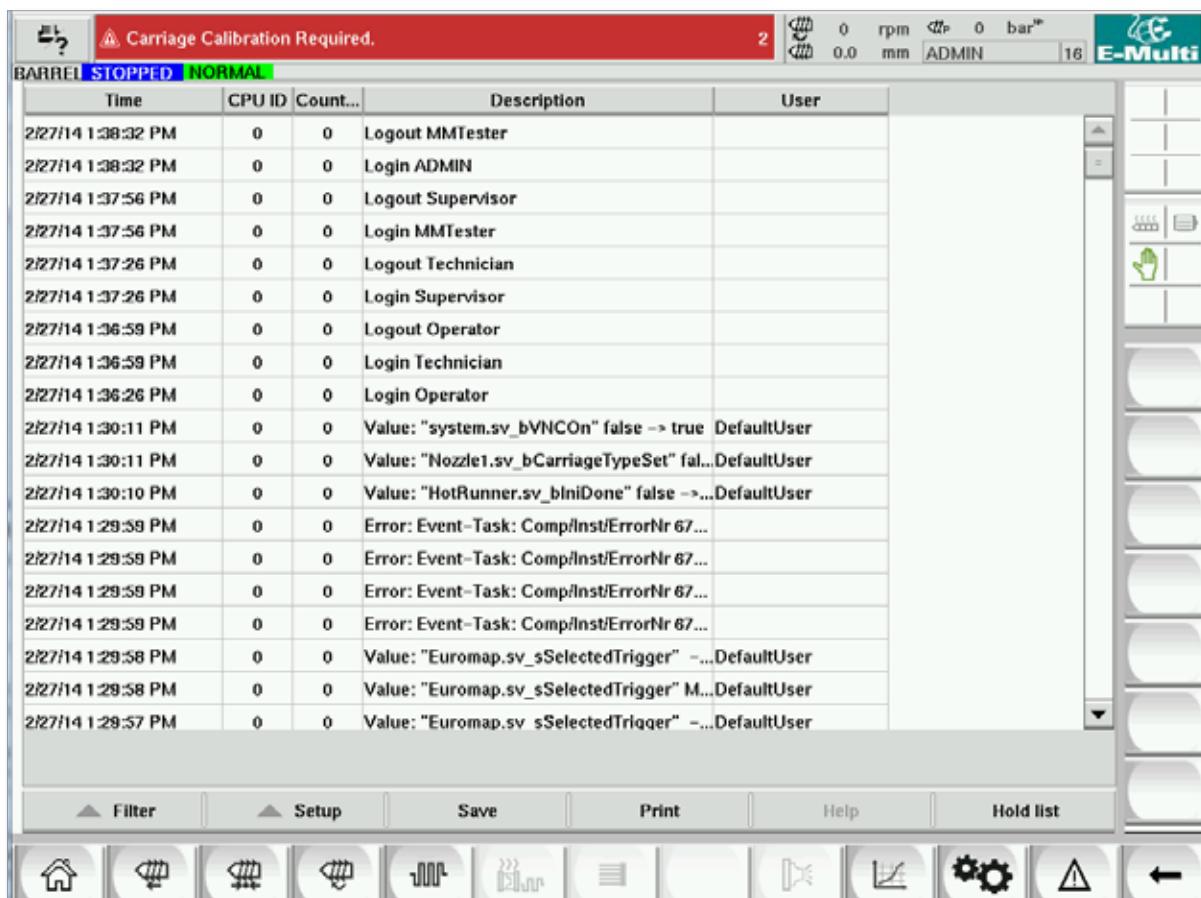 Carriage Calibration Required. 2
0 rpm P 0 bar
0.0 mm ADMIN 16
E-Multi
BARREL STOPPED NORMAL
Time CPU ID Count... Description User
2/27/14 1:38:32 PM 0 0 Logout MMTester
2/27/14 1:38:32 PM 0 0 Login ADMIN
2/27/14 1:37:56 PM 0 0 Logout Supervisor
2/27/14 1:37:56 PM 0 0 Login MMTester
2/27/14 1:37:26 PM 0 0 Logout Technician
2/27/14 1:37:26 PM 0 0 Login Supervisor
2/27/14 1:36:59 PM 0 0 Logout Operator
2/27/14 1:36:59 PM 0 0 Login Technician
2/27/14 1:36:26 PM 0 0 Login Operator
2/27/14 1:30:11 PM 0 0 Value: "system.sv_bVNCOn" false -> true DefaultUser
2/27/14 1:30:11 PM 0 0 Value: "Nozzle1.sv_bCarriageTypeSet" fal... DefaultUser
2/27/14 1:30:10 PM 0 0 Value: "HotRunner.sv_bIniDone" false ->... DefaultUser
2/27/14 1:29:59 PM 0 0 Error: Event-Task: Comp/Inst/ErrorNr 67...
2/27/14 1:29:59 PM 0 0 Error: Event-Task: Comp/Inst/ErrorNr 67...
2/27/14 1:29:59 PM 0 0 Error: Event-Task: Comp/Inst/ErrorNr 67...
2/27/14 1:29:59 PM 0 0 Error: Event-Task: Comp/Inst/ErrorNr 67...
2/27/14 1:29:58 PM 0 0 Value: "Euromap.sv_sSelectedTrigger" -... DefaultUser
2/27/14 1:29:58 PM 0 0 Value: "Euromap.sv_sSelectedTrigger" M... DefaultUser
2/27/14 1:29:57 PM 0 0 Value: "Euromap.sv_sSelectedTrigger" -... DefaultUser
Filter Setup Save Print Help Hold list